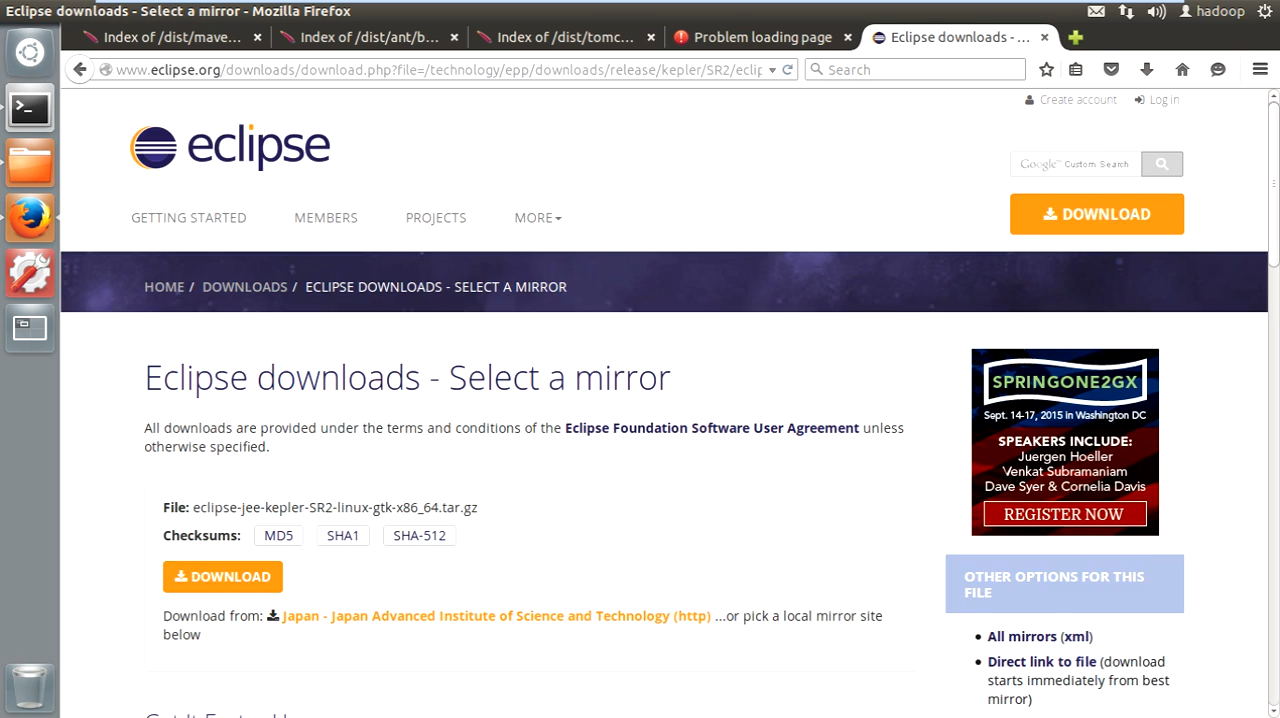 Eclipse downloads - Select a mirror - Mozilla Firefox
hadoop
Index of /dist/mave...
Index of /dist/ant/b...
Index of /dist/tomc...
Problem loading page
Eclipse downloads - ...
www.eclipse.org/downloads/download.php?file=/technology/epp/downloads/release/kepler/SR2/eclip
Search
Create account
Log in
eclipse
Google™ Custom Search
GETTING STARTED
MEMBERS
PROJECTS
MORE
DOWNLOAD
HOME / DOWNLOADS / ECLIPSE DOWNLOADS - SELECT A MIRROR
Eclipse downloads - Select a mirror
All downloads are provided under the terms and conditions of the Eclipse Foundation Software User Agreement unless
otherwise specified.
File: eclipse-jee-kepler-SR2-linux-gtk-x86_64.tar.gz
Checksums: MD5 SHA1 SHA-512
DOWNLOAD
Download from: Japan - Japan Advanced Institute of Science and Technology (http) ...or pick a local mirror site
below
SPRINGONE2GX
Sept. 14-17, 2015 in Washington DC
SPEAKERS INCLUDE:
Juergen Hoeller
Venkat Subramaniam
Dave Syer & Cornelia Davis
REGISTER NOW
OTHER OPTIONS FOR THIS
FILE
All mirrors (xml)
Direct link to file (download
starts immediately from best
mirror)